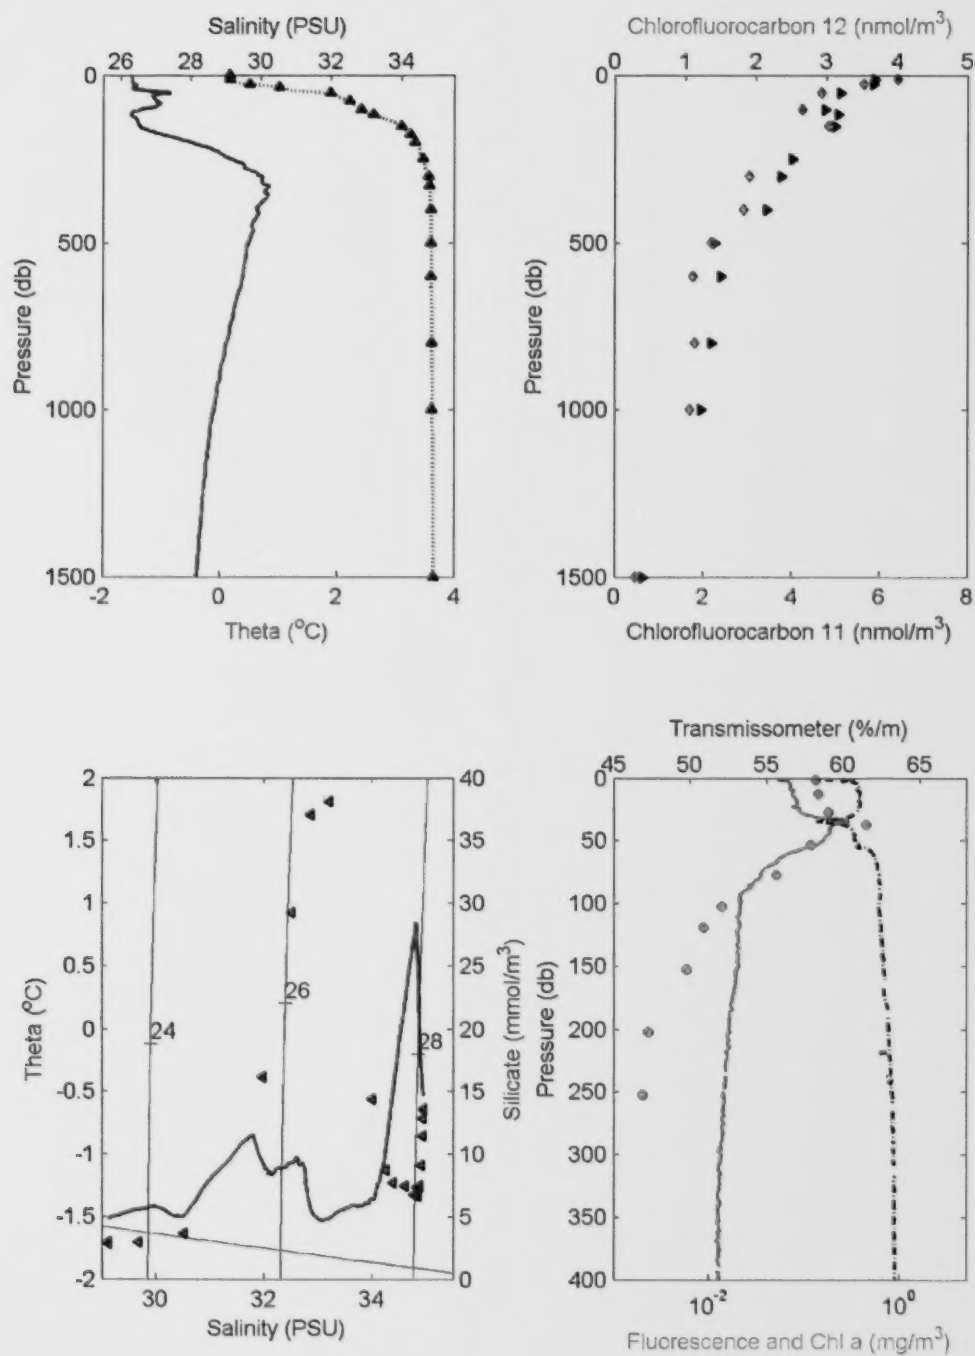 Salinity (PSU)
26 28 30 32 34
0
500
1000
1500
Pressure (db)
-2 0 2 4
Theta (°C)
Chlorofluorocarbon 12 (nmol/m³)
0 1 2 3 4 5
0
500
1000
1500
Pressure (db)
0 2 4 6 8
Chlorofluorocarbon 11 (nmol/m³)
2
1.5
1
0.5
0
-0.5
-1
-1.5
-2
Theta (°C)
24
26
28
40
35
30
25
20
15
10
5
0
Silicate (mmol/m³)
30 32 34
Salinity (PSU)
Transmissometer (%/m)
45 50 55 60 65
0
50
100
150
200
250
300
350
400
Pressure (db)
10⁻² 10⁰
Fluorescence and Chl a (mg/m³)